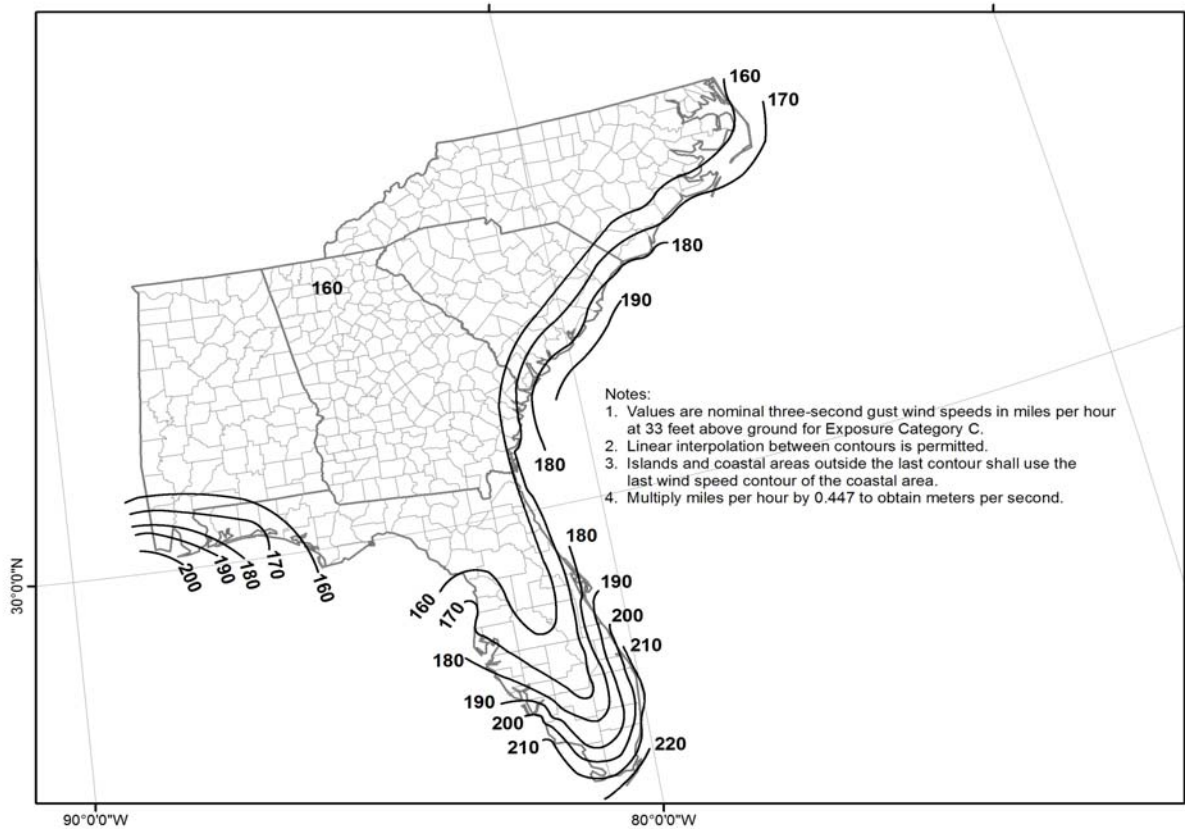 160
170
180
190
160
Notes:
1. Values are nominal three-second gust wind speeds in miles per hour
at 33 feet above ground for Exposure Category C.
2. Linear interpolation between contours is permitted.
3. Islands and coastal areas outside the last contour shall use the
last wind speed contour of the coastal area.
4. Multiply miles per hour by 0.447 to obtain meters per second.
180
200
190
180
170
160
30°0'0"N
160
170
180
190
200
210
180
190
200
210
220
90°0'0"W
80°0'0"W